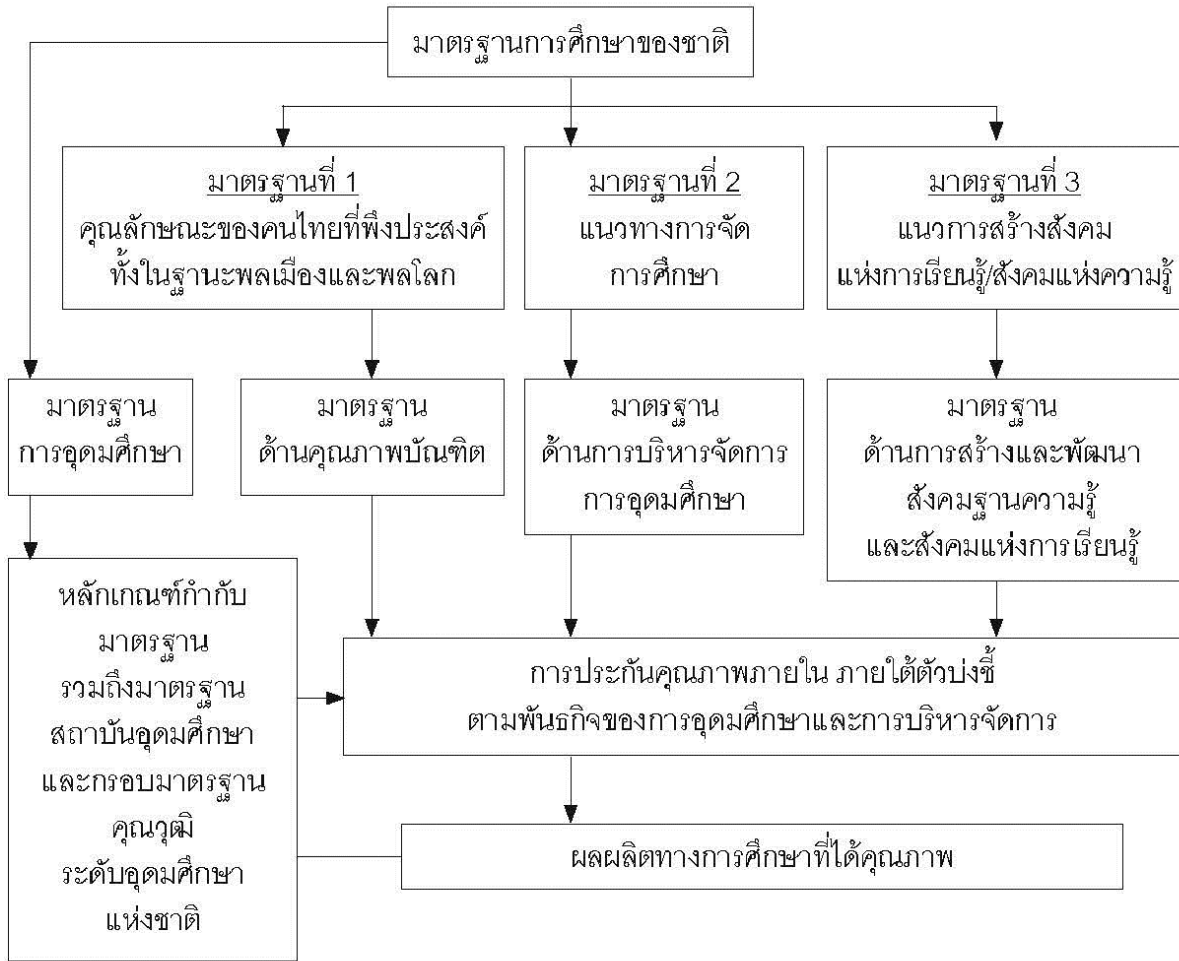 มาตรฐานการศึกษาของชาติ
มาตรฐานที่ 1
คุณลักษณะของคนไทยที่พึงประสงค์
ทั้งในฐานะพลเมืองและพลโลก
มาตรฐานที่ 2
แนวทางการจัด
การศึกษา
มาตรฐานที่ 3
แนวการสร้างสังคม
แห่งการเรียนรู้/สังคมแห่งความรู้
มาตรฐาน
การอุดมศึกษา
มาตรฐาน
ด้านคุณภาพบัณฑิต
มาตรฐาน
ด้านการบริหารจัดการ
การอุดมศึกษา
มาตรฐาน
ด้านการสร้างและพัฒนา
สังคมฐานความรู้
และสังคมแห่งการเรียนรู้
หลักเกณฑ์กำกับ
มาตรฐาน
รวมถึงมาตรฐาน
สถาบันอุดมศึกษา
และกรอบมาตรฐาน
คุณวุฒิ
ระดับอุดมศึกษา
แห่งชาติ
การประกันคุณภาพภายใน ภายใต้ตัวบ่งชี้
ตามพันธกิจของการอุดมศึกษาและการบริหารจัดการ
ผลผลิตทางการศึกษาที่ได้คุณภาพ